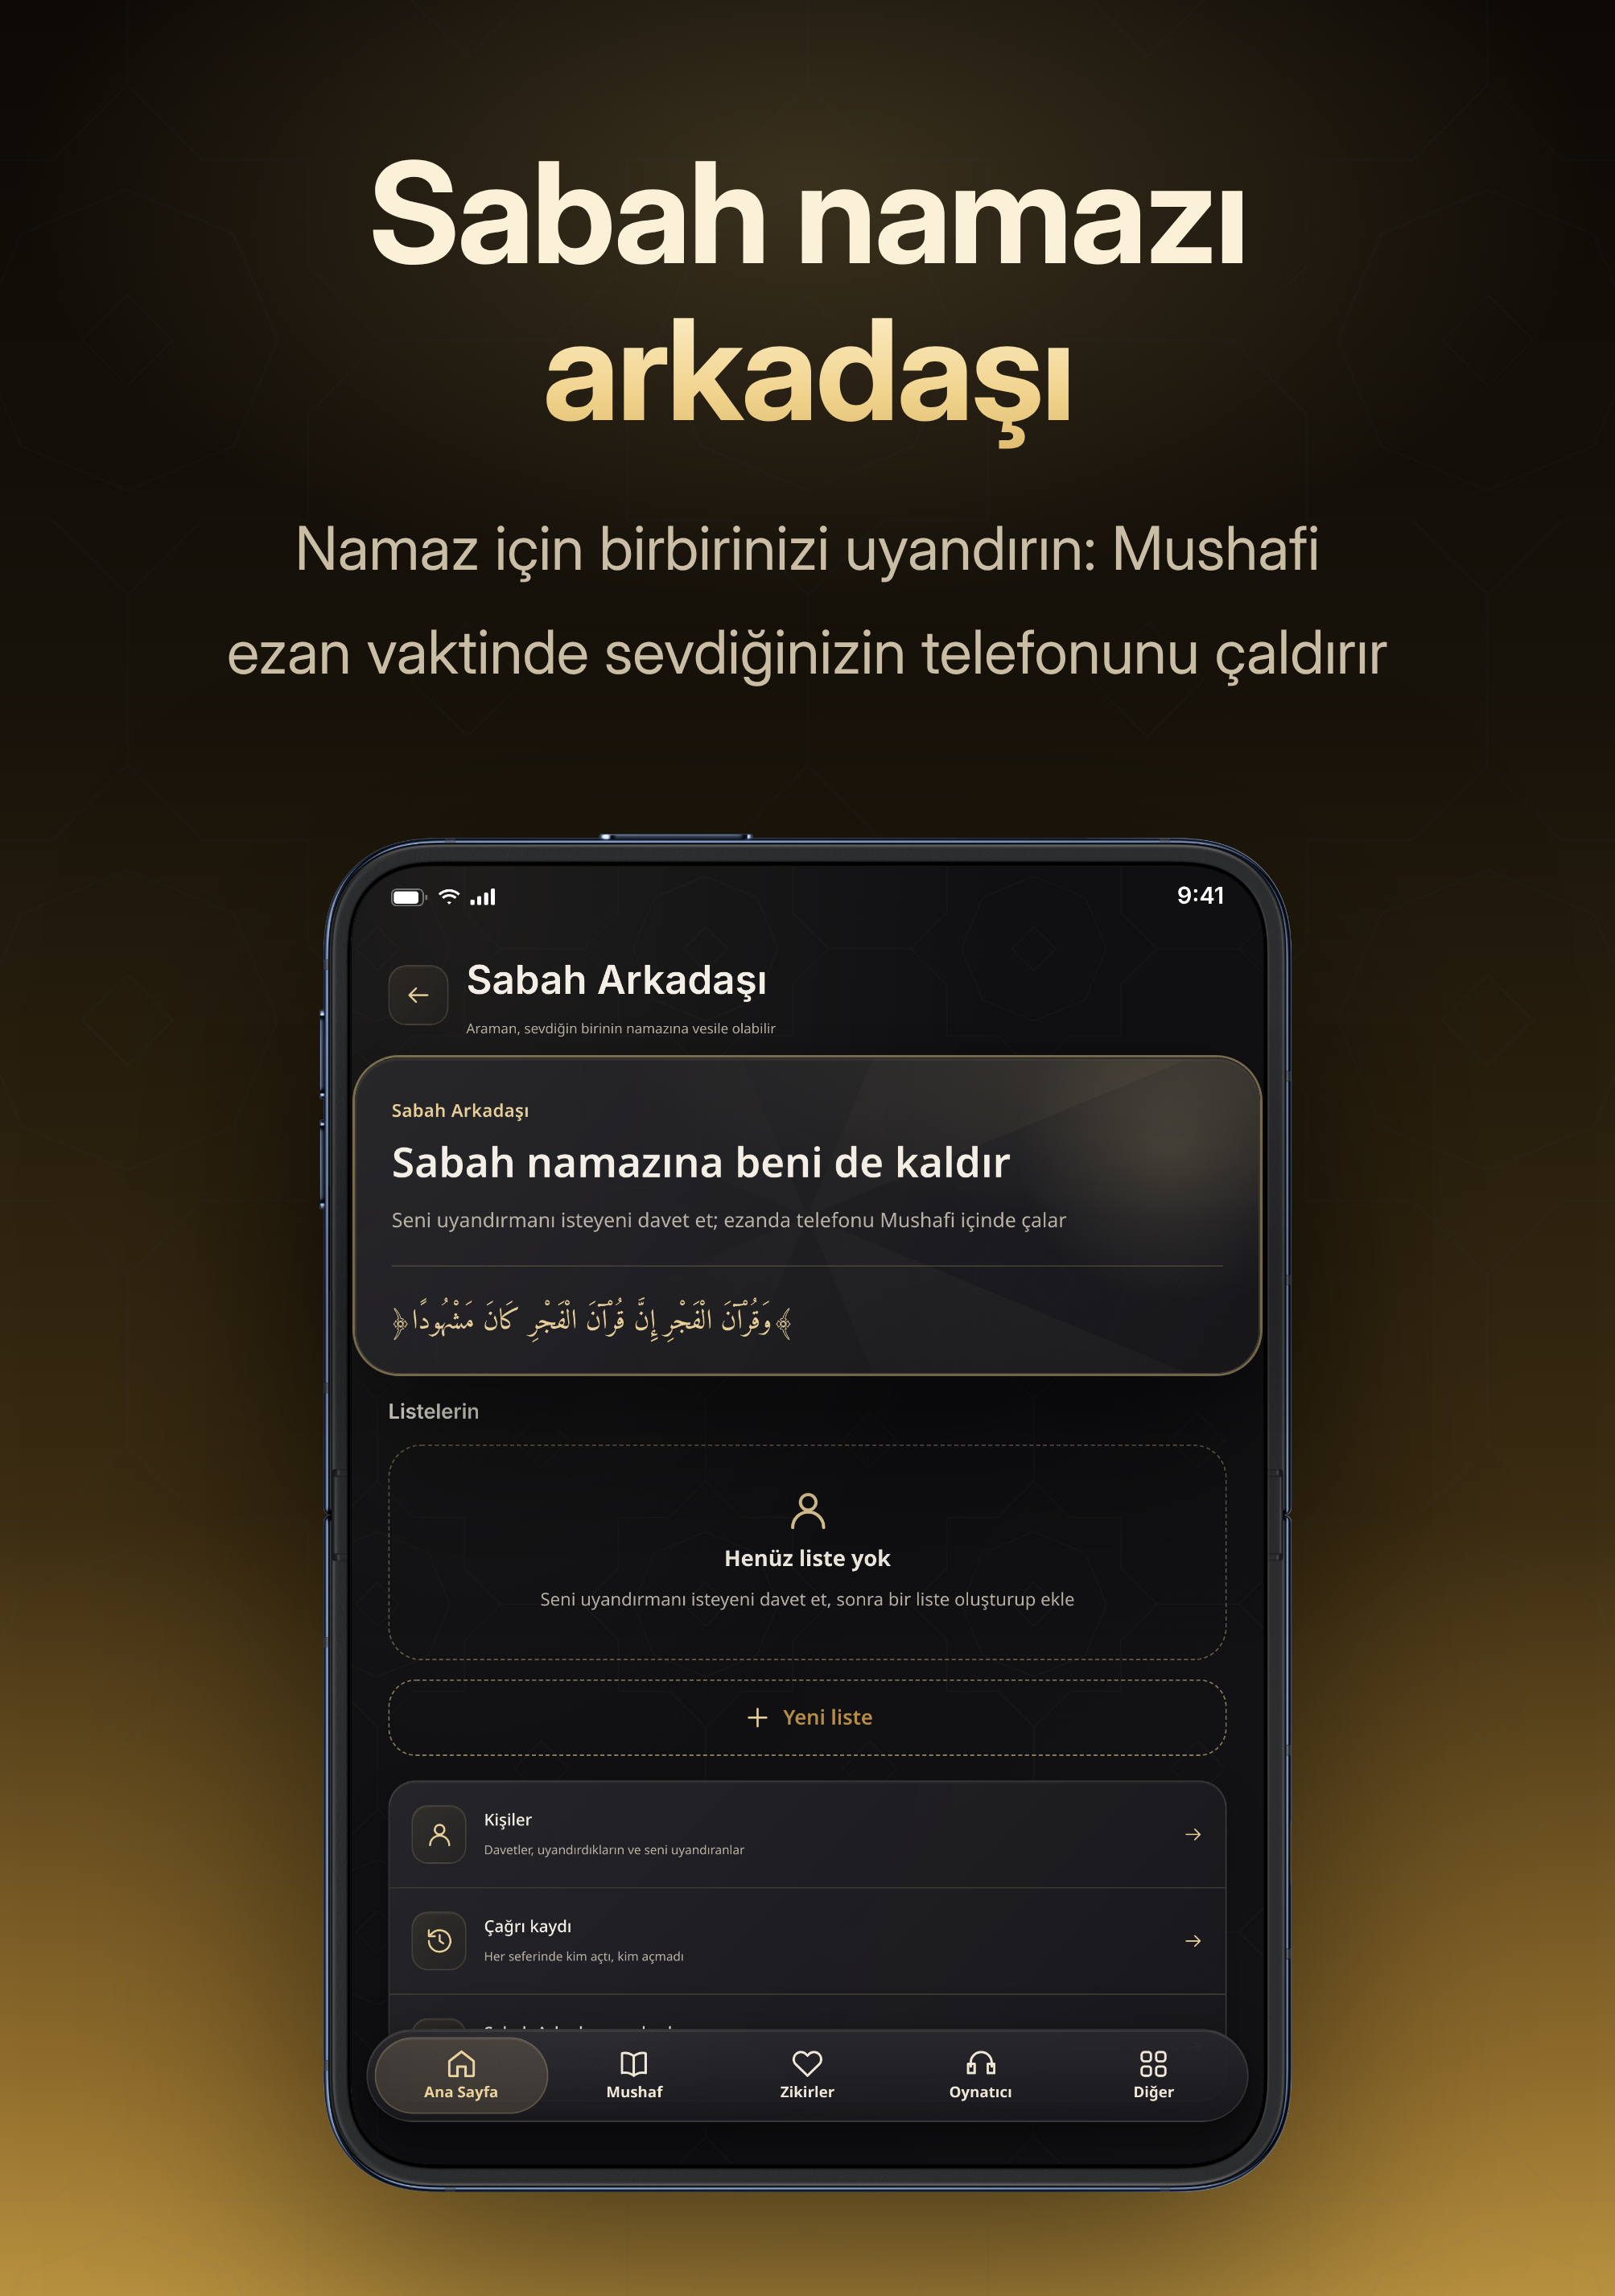 Sabah namazı
arkadaşı
Namaz için birbirinizi uyandırın: Mushafi
ezan vaktinde sevdiğinizin telefonunu çaldırır
9:41
Sabah Arkadaşı
Araman, sevdiğin birinin namazına vesile olabilir
Sabah Arkadaşı
Sabah namazına beni de kaldır
Seni uyandırmanı isteyeni davet et; ezanda telefonu Mushafi içinde çalar
﴿وَقُرْآنَ الْفَجْرِ إِنَّ قُرْآنَ الْفَجْرِ كَانَ مَشْهُودًا﴾
Listelerin
Henüz liste yok
Seni uyandırmanı isteyeni davet et, sonra bir liste oluşturup ekle
Yeni liste
Kişiler
Davetler, uyandırdıkların ve seni uyandıranlar
Çağrı kaydı
Her seferinde kim açtı, kim açmadı
Ana Sayfa
Mushaf
Zikirler
Oynatıcı
Diğer